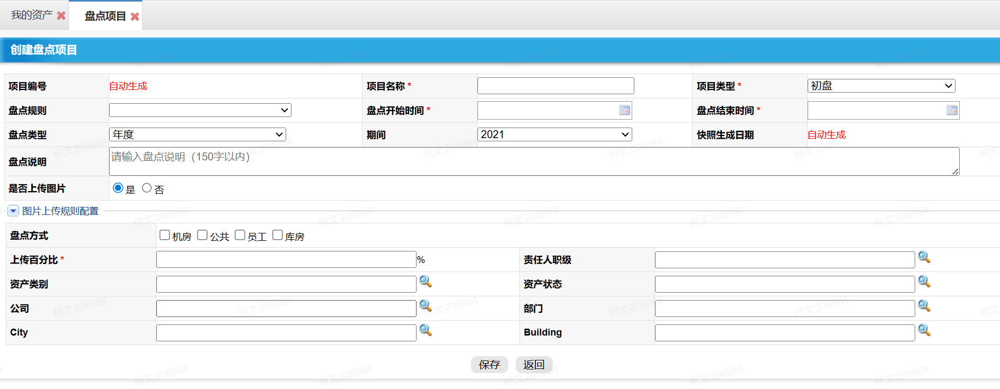 我的资产 盘点项目
创建盘点项目
项目编号 自动生成 项目名称 * 项目类型 * 初盘
盘点规则 盘点开始时间 * 盘点结束时间 *
盘点类型 年度 期间 2021 快照生成日期 自动生成
盘点说明 请输入盘点说明（150字以内）
是否上传图片 是 否
图片上传规则配置
盘点方式 机房 公共 员工 库房
上传百分比 * % 责任人职级
资产类别 资产状态
公司 部门
City Building
保存 返回
何文 206984